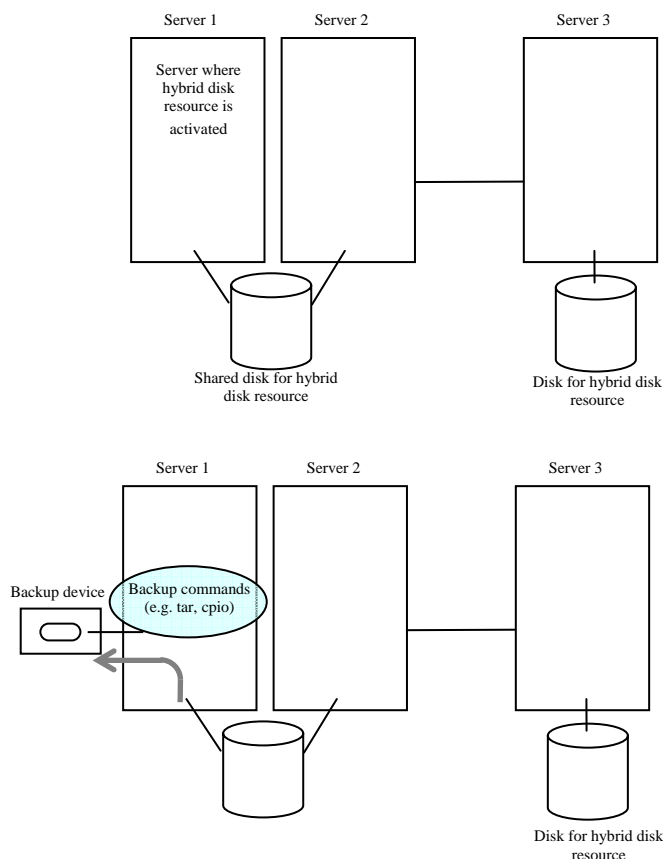 Server 1
Server 2
Server 3
Server where
hybrid disk
resource is
activated
Shared disk for hybrid
disk resource
Disk for hybrid disk
resource
Server 1
Server 2
Server 3
Backup device
Backup commands
(e.g. tar, cpio)
Disk for hybrid disk
resource